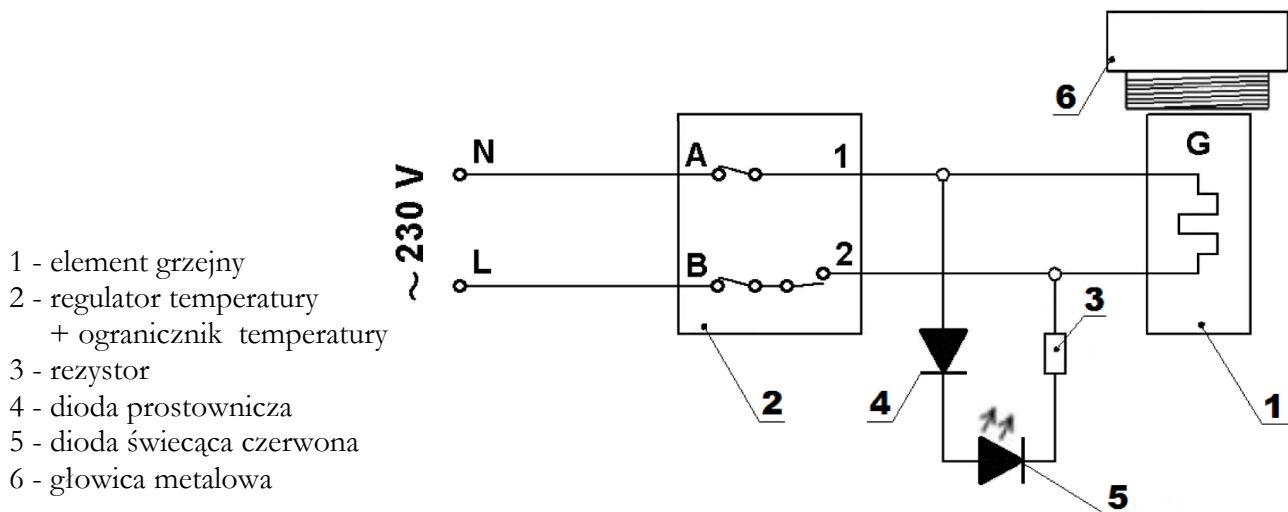 6
N
A
1
G
~ 230 V
L
B
2
3
2
4
1
5
1 - element grzejny
2 - regulator temperatury
+ ogranicznik temperatury
3 - rezystor
4 - dioda prostownicza
5 - dioda świecąca czerwona
6 - głowica metalowa